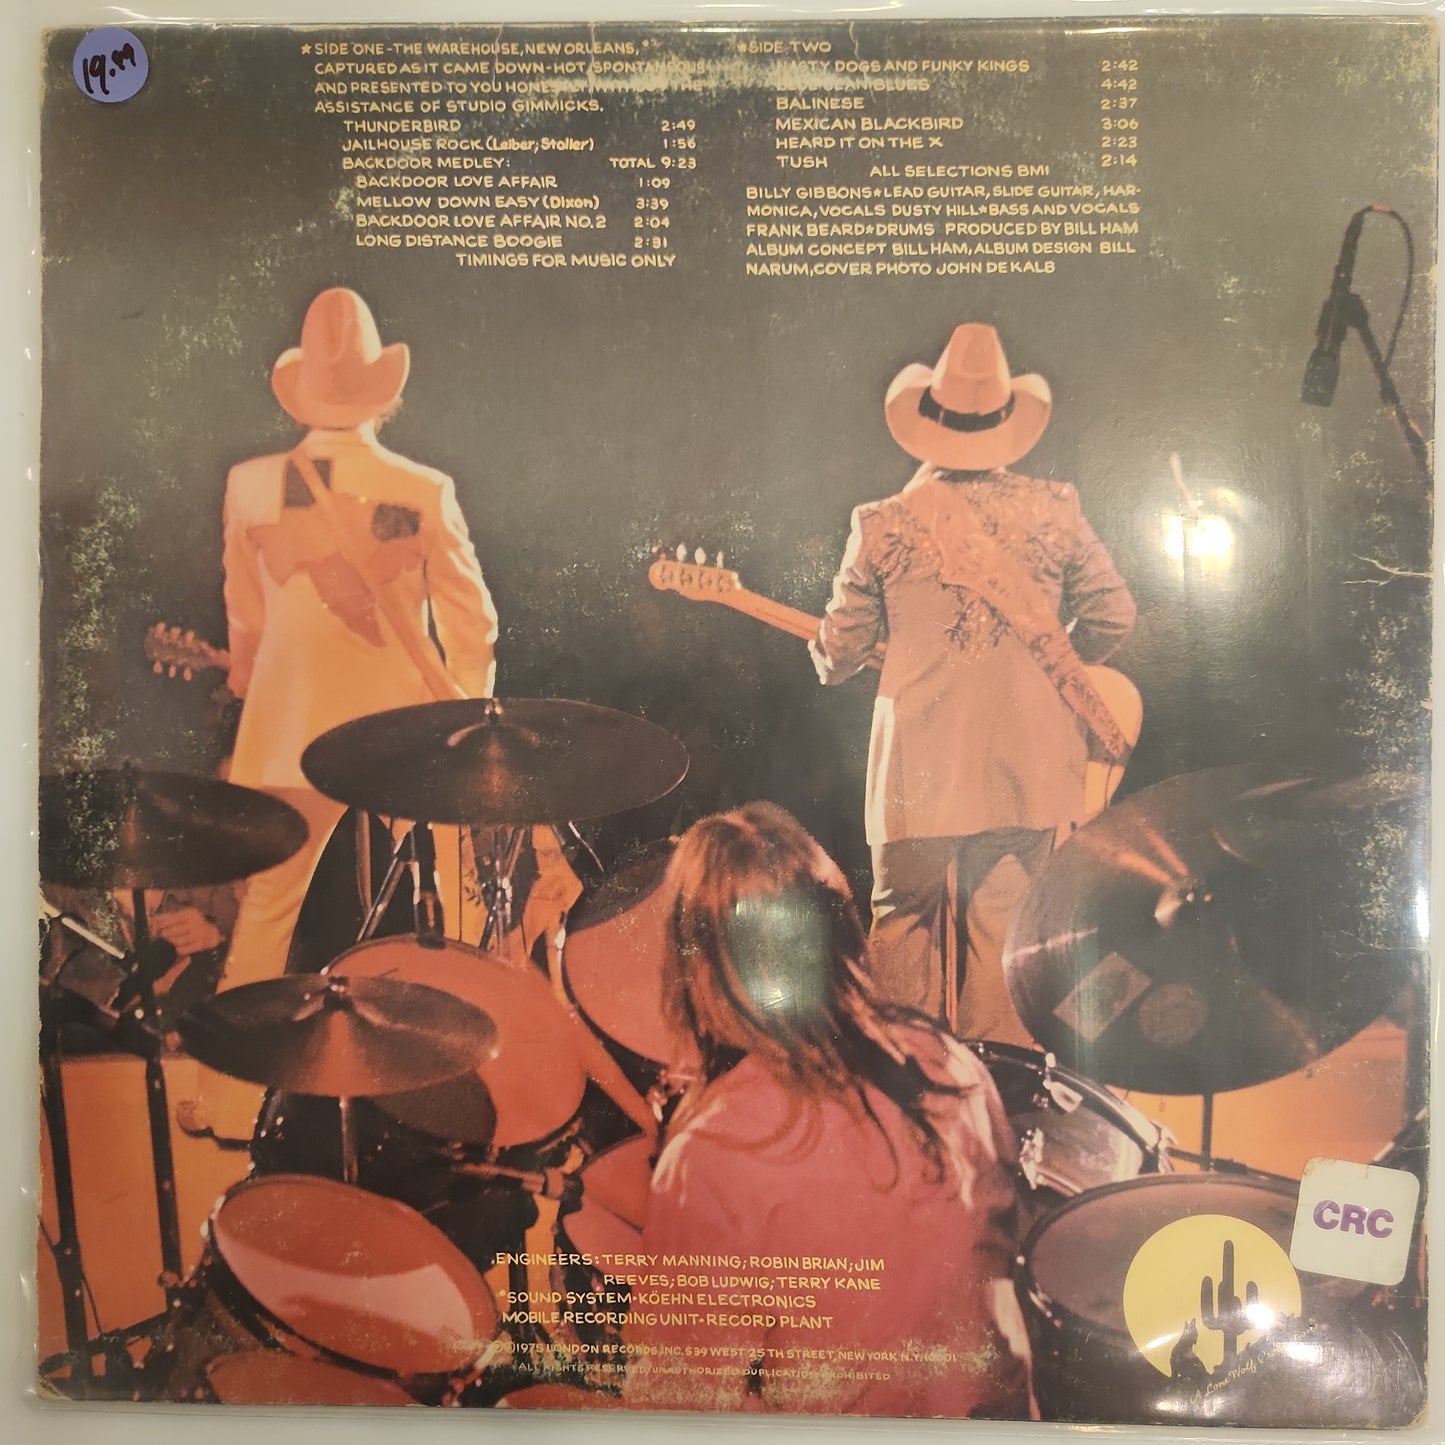 19.99
★SIDE ONE-THE WAREHOUSE, NEW ORLEANS,
CAPTURED AS IT CAME DOWN-HOT, SPONTANEOUS
AND PRESENTED TO YOU HONESTLY WITHOUT THE
ASSISTANCE OF STUDIO GIMMICKS.
THUNDERBIRD 2:49
JAILHOUSE ROCK (Leiber, Stoller) 1:56
BACKDOOR MEDLEY: TOTAL 9:23
BACKDOOR LOVE AFFAIR 1:09
MELLOW DOWN EASY (Dixon) 3:39
BACKDOOR LOVE AFFAIR NO. 2 2:04
LONG DISTANCE BOOGIE 2:31
TIMINGS FOR MUSIC ONLY
★SIDE TWO
NASTY DOGS AND FUNKY KINGS 2:42
BLUE JEAN BLUES 4:42
BALINESE 2:37
MEXICAN BLACKBIRD 3:06
HEARD IT ON THE X 2:23
TUSH 2:14
ALL SELECTIONS BMI
BILLY GIBBONS★LEAD GUITAR, SLIDE GUITAR, HAR-
MONICA, VOCALS DUSTY HILL★BASS AND VOCALS
FRANK BEARD★DRUMS PRODUCED BY BILL HAM
ALBUM CONCEPT BILL HAM, ALBUM DESIGN BILL
NARUM, COVER PHOTO JOHN DEKALB
ENGINEERS: TERRY MANNING; ROBIN BRIAN; JIM
REEVES; BOB LUDWIG; TERRY KANE
SOUND SYSTEM•KÖEHN ELECTRONICS
MOBILE RECORDING UNIT•RECORD PLANT
©1975 LONDON RECORDS, INC. 539 WEST 25TH STREET, NEW YORK N.Y. 10001
ALL RIGHTS RESERVED/UNAUTHORIZED DUPLICATION PROHIBITED
CRC
A Lone Wolf